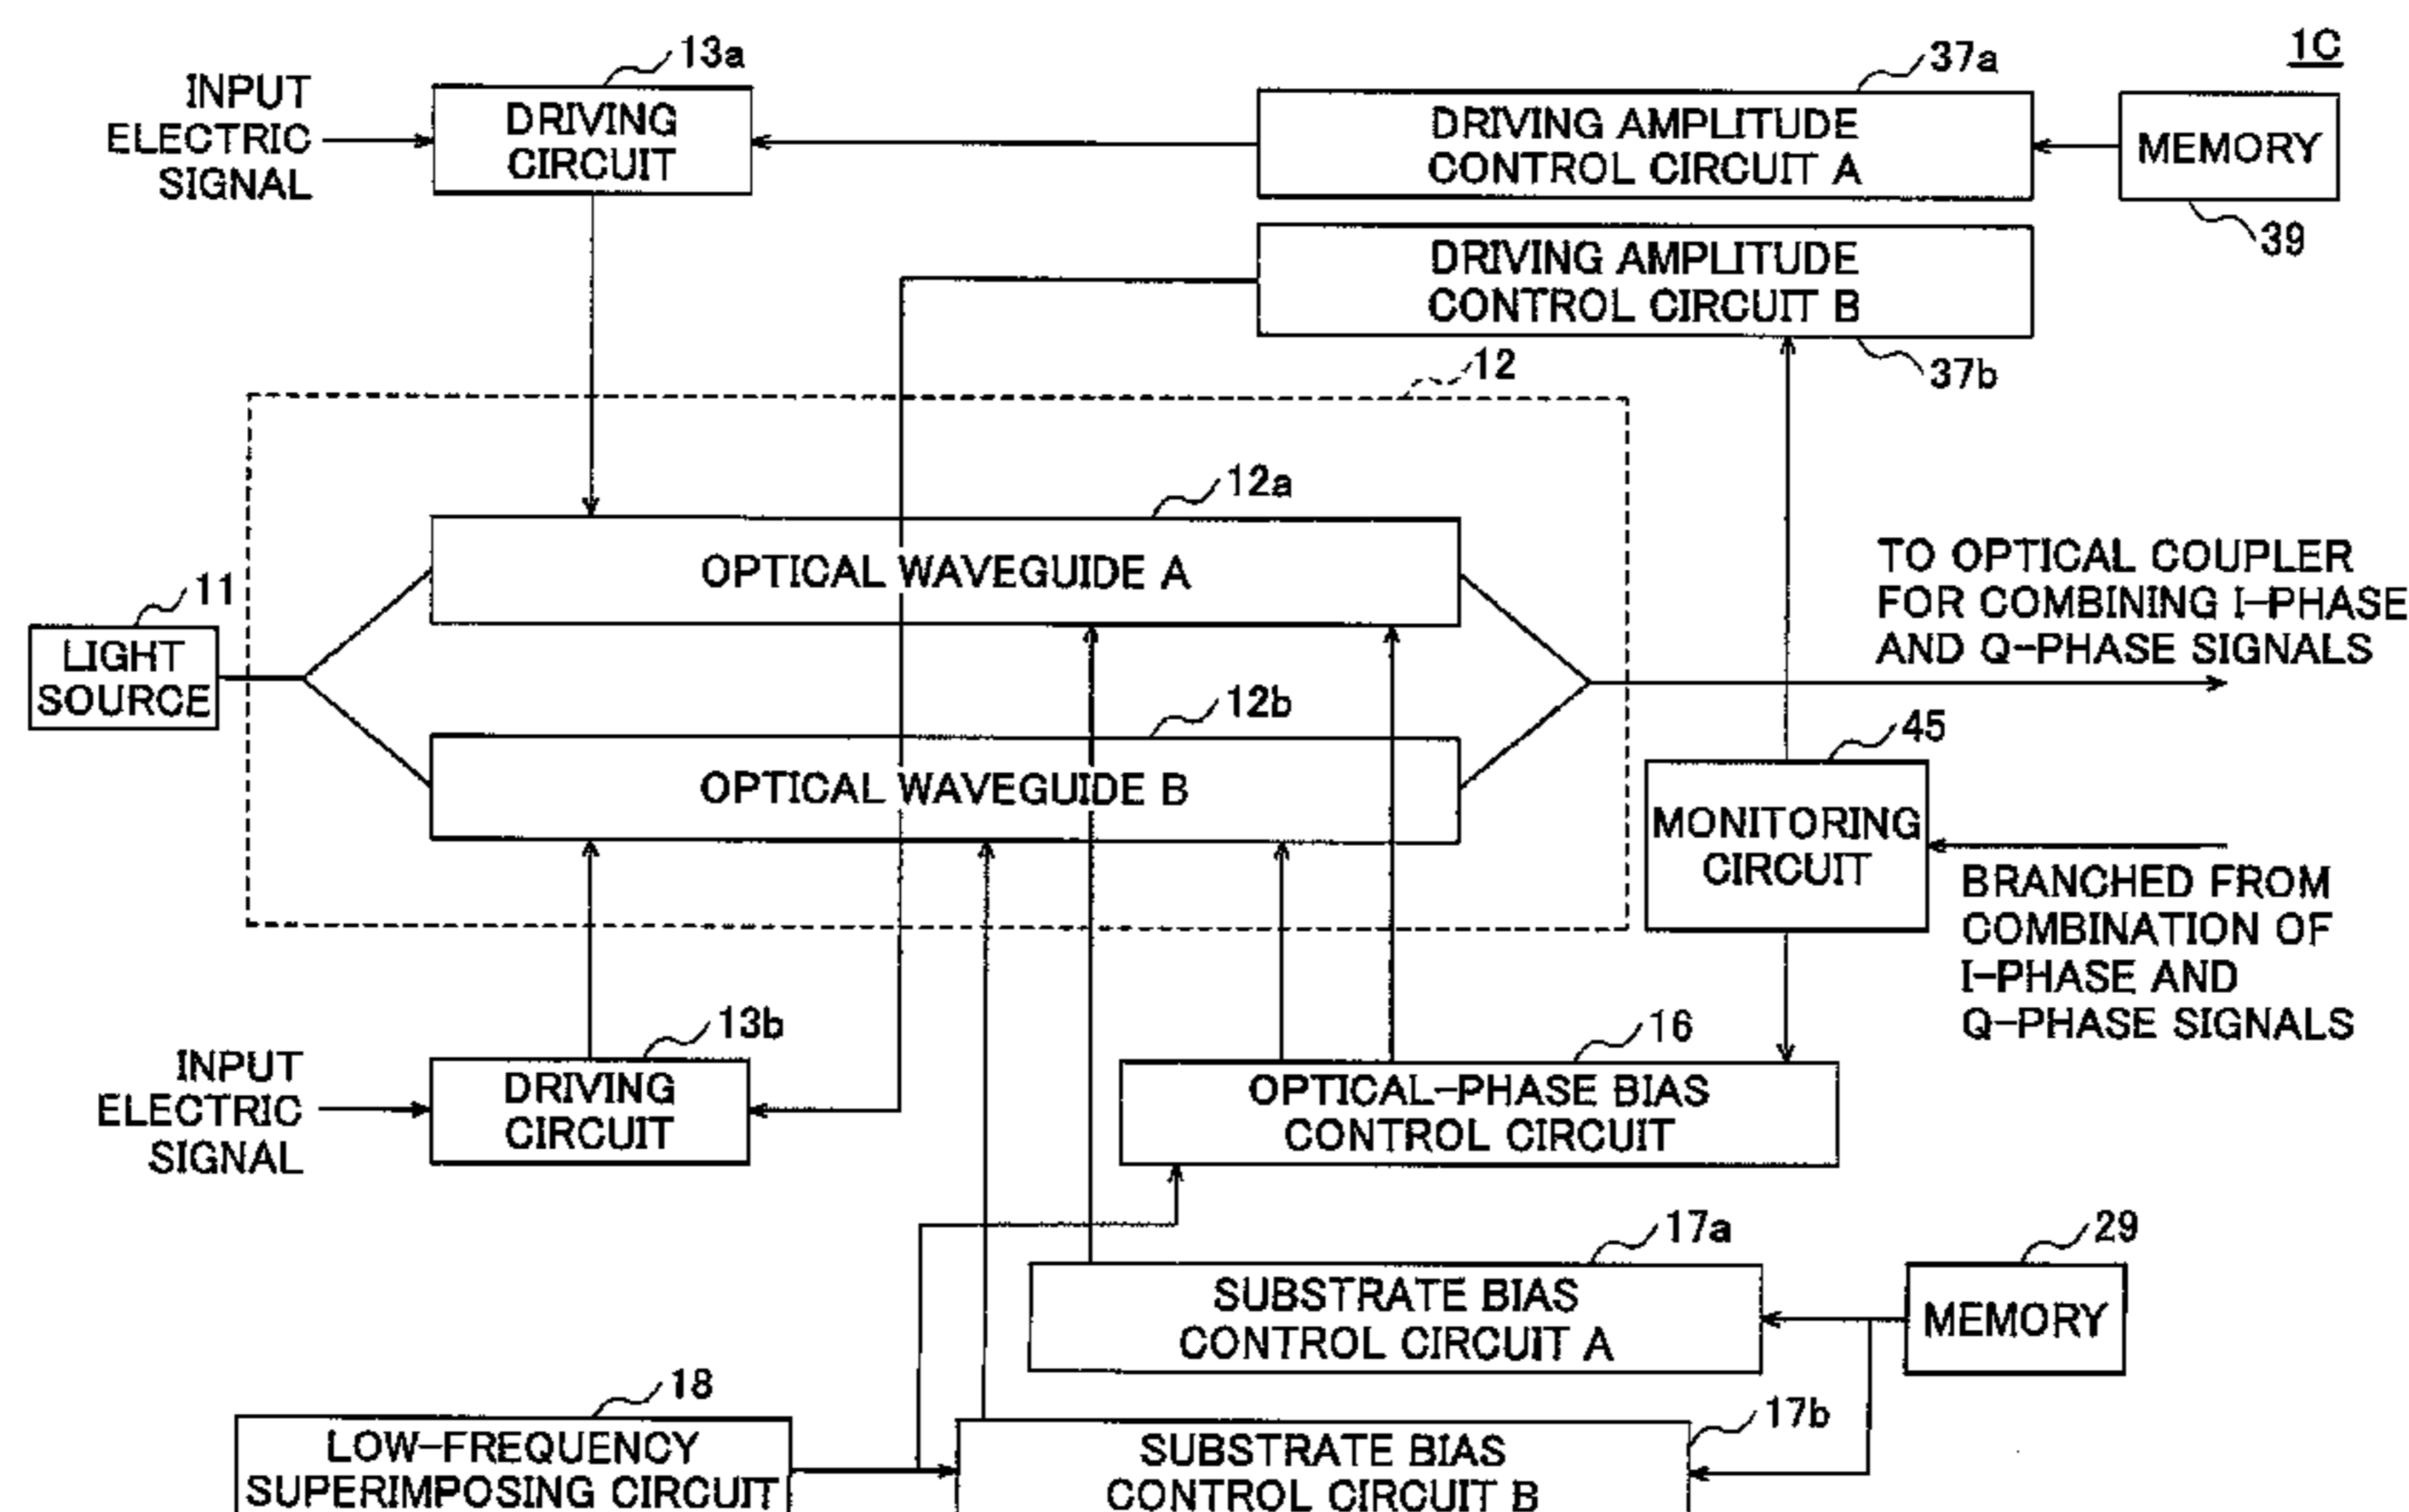 1C
13a
37a
INPUT
ELECTRIC
SIGNAL
DRIVING
CIRCUIT
DRIVING AMPLITUDE
CONTROL CIRCUIT A
MEMORY
39
DRIVING AMPLITUDE
CONTROL CIRCUIT B
37b
12
12a
OPTICAL WAVEGUIDE A
TO OPTICAL COUPLER
FOR COMBINING I-PHASE
AND Q-PHASE SIGNALS
11
LIGHT
SOURCE
12b
OPTICAL WAVEGUIDE B
45
MONITORING
CIRCUIT
BRANCHED FROM
COMBINATION OF
I-PHASE AND
Q-PHASE SIGNALS
13b
INPUT
ELECTRIC
SIGNAL
DRIVING
CIRCUIT
16
OPTICAL-PHASE BIAS
CONTROL CIRCUIT
17a
SUBSTRATE BIAS
CONTROL CIRCUIT A
29
MEMORY
18
LOW-FREQUENCY
SUPERIMPOSING CIRCUIT
17b
SUBSTRATE BIAS
CONTROL CIRCUIT B